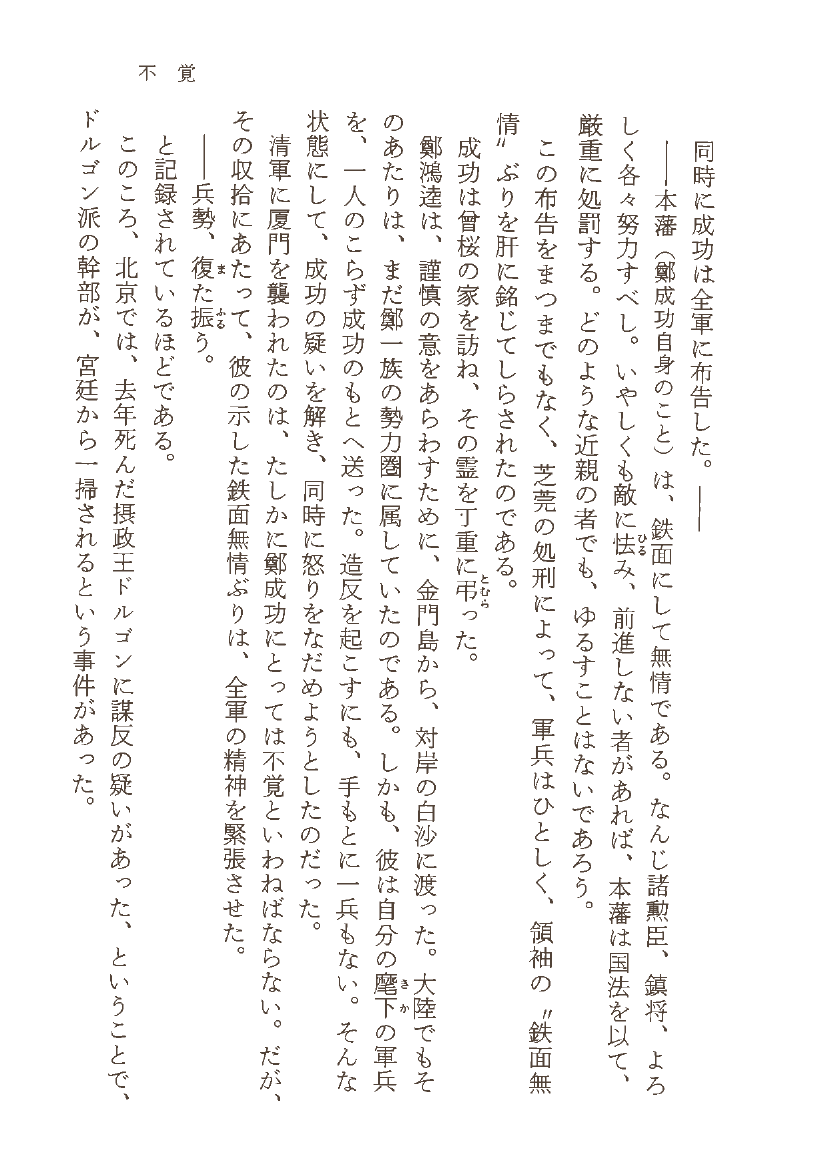 不覚
同時に成功は全軍に布告した。――
――本藩（鄭成功自身のこと）は、鉄面にして無情である。なんじ諸勲臣、鎮将、よろ
しく各々努力すべし。いやしくも敵に怯み、前進しない者があれば、本藩は国法を以て、
厳重に処罰する。どのような近親の者でも、ゆるすことはないであろう。
この布告をまつまでもなく、芝莞の処刑によって、軍兵はひとしく、領袖の〝鉄面無
情〟ぶりを肝に銘じてしらされたのである。
成功は曾桜の家を訪ね、その霊を丁重に弔った。
鄭鴻逵は、謹慎の意をあらわすために、金門島から、対岸の白沙に渡った。大陸でもそ
のあたりは、まだ鄭一族の勢力圏に属していたのである。しかも、彼は自分の麾下の軍兵
を、一人のこらず成功のもとへ送った。造反を起こすにも、手もとに一兵もない。そんな
状態にして、成功の疑いを解き、同時に怒りをなだめようとしたのだった。
清軍に厦門を襲われたのは、たしかに鄭成功にとっては不覚といわねばならない。だが、
その収拾にあたって、彼の示した鉄面無情ぶりは、全軍の精神を緊張させた。
――兵勢、復た振う。
と記録されているほどである。
このころ、北京では、去年死んだ摂政王ドルゴンに謀反の疑いがあった、ということで、
ドルゴン派の幹部が、宮廷から一掃されるという事件があった。